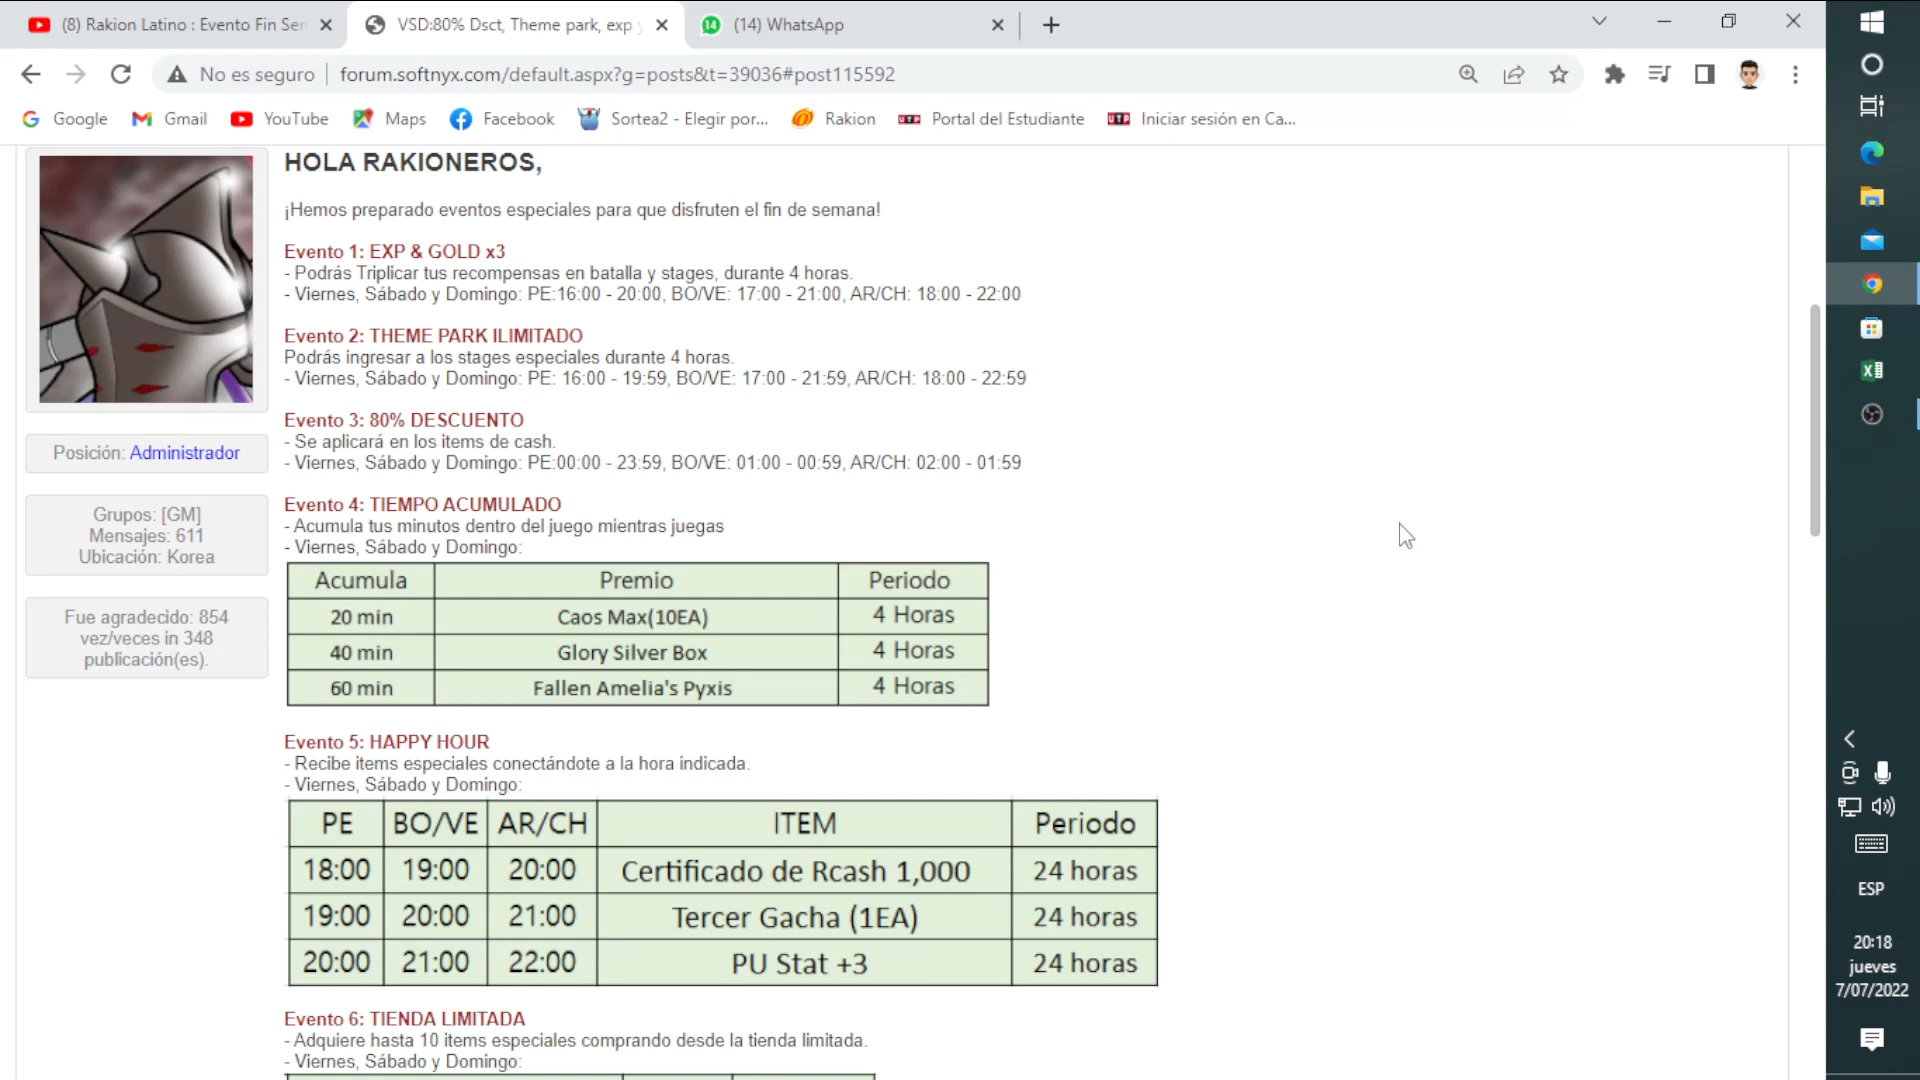 (8) Rakion Latino : Evento Fin Sen
VSD:80% Dsct, Theme park, exp y
14
(14) WhatsApp
No es seguro
forum.softnyx.com/default.aspx?g=posts&t=39036#post115592
Google
Gmail
YouTube
Maps
Facebook
Sortea2 - Elegir por...
Rakion
UTP
Portal del Estudiante
UTP
Iniciar sesión en Ca...
HOLA RAKIONEROS,
¡Hemos preparado eventos especiales para que disfruten el fin de semana!
Evento 1: EXP & GOLD x3
- Podrás Triplicar tus recompensas en batalla y stages, durante 4 horas.
- Viernes, Sábado y Domingo: PE:16:00 - 20:00, BO/VE: 17:00 - 21:00, AR/CH: 18:00 - 22:00
Evento 2: THEME PARK ILIMITADO
Podrás ingresar a los stages especiales durante 4 horas.
- Viernes, Sábado y Domingo: PE: 16:00 - 19:59, BO/VE: 17:00 - 21:59, AR/CH: 18:00 - 22:59
Evento 3: 80% DESCUENTO
- Se aplicará en los items de cash.
- Viernes, Sábado y Domingo: PE:00:00 - 23:59, BO/VE: 01:00 - 00:59, AR/CH: 02:00 - 01:59
Evento 4: TIEMPO ACUMULADO
- Acumula tus minutos dentro del juego mientras juegas
- Viernes, Sábado y Domingo:
Acumula Premio Periodo
20 min Caos Max(10EA) 4 Horas
40 min Glory Silver Box 4 Horas
60 min Fallen Amelia's Pyxis 4 Horas
Evento 5: HAPPY HOUR
- Recibe items especiales conectándote a la hora indicada.
- Viernes, Sábado y Domingo:
PE BO/VE AR/CH ITEM Periodo
18:00 19:00 20:00 Certificado de Rcash 1,000 24 horas
19:00 20:00 21:00 Tercer Gacha (1EA) 24 horas
20:00 21:00 22:00 PU Stat +3 24 horas
Evento 6: TIENDA LIMITADA
- Adquiere hasta 10 items especiales comprando desde la tienda limitada.
- Viernes, Sábado y Domingo:
Posición: Administrador
Grupos: [GM]
Mensajes: 611
Ubicación: Korea
Fue agradecido: 854
vez/veces in 348
publicación(es).
ESP
20:18
jueves
7/07/2022